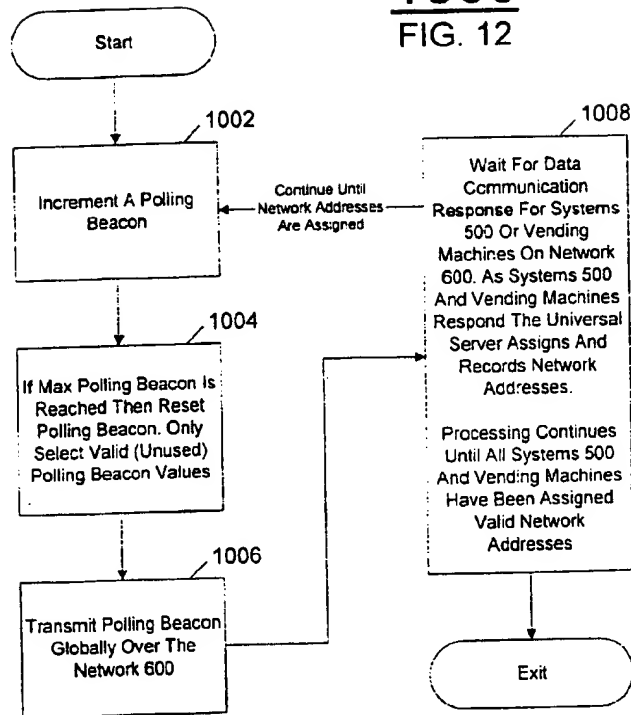 FIG. 12
Start
1002
Increment A Polling
Beacon
1004
If Max Polling Beacon Is
Reached Then Reset
Polling Beacon. Only
Select Valid (Unused)
Polling Beacon Values
1006
Transmit Polling Beacon
Globally Over The
Network 600
Continue Until
Network Addresses
Are Assigned
1008
Wait For Data
Communication
Response For Systems
500 Or Vending
Machines On Network
600. As Systems 500
And Vending Machines
Respond The Universal
Server Assigns And
Records Network
Addresses.
Processing Continues
Until All Systems 500
And Vending Machines
Have Been Assigned
Valid Network
Addresses
Exit